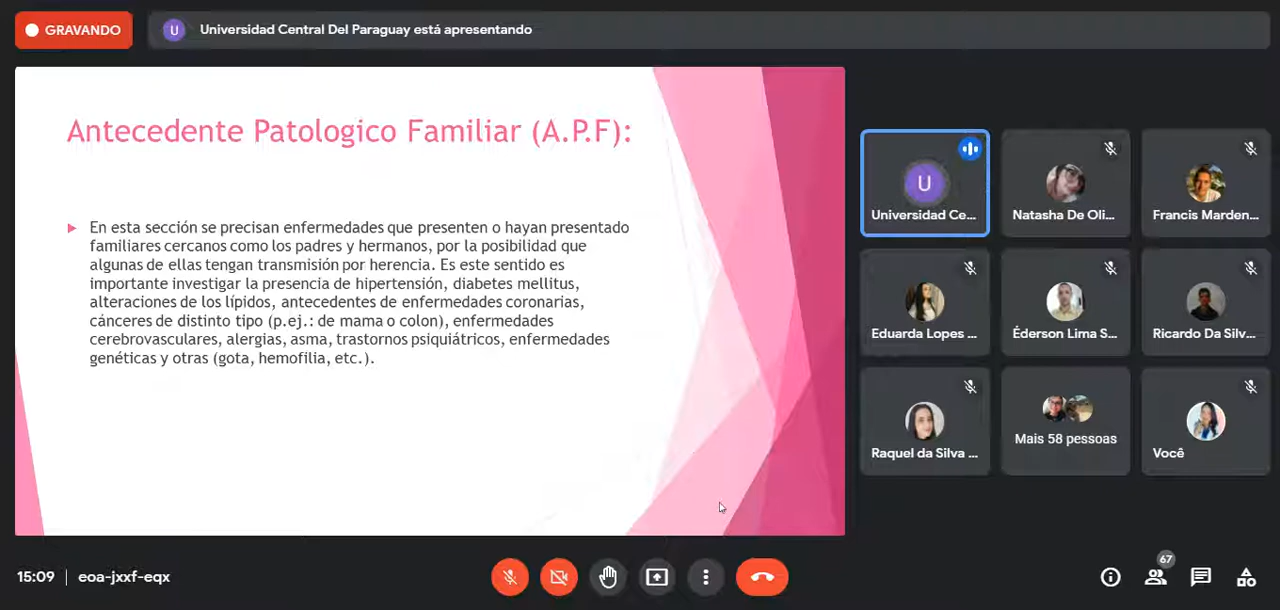 GRAVANDO
U
Universidad Central Del Paraguay está apresentando
Antecedente Patologico Familiar (A.P.F):
En esta sección se precisan enfermedades que presenten o hayan presentado
familiares cercanos como los padres y hermanos, por la posibilidad que
algunas de ellas tengan transmisión por herencia. Es este sentido es
importante investigar la presencia de hipertensión, diabetes mellitus,
alteraciones de los lípidos, antecedentes de enfermedades coronarias,
cánceres de distinto tipo (p.ej.: de mama o colon), enfermedades
cerebrovasculares, alergias, asma, trastornos psiquiátricos, enfermedades
genéticas y otras (gota, hemofilia, etc.).
U
Universidad Ce...
Natasha De Oli...
Francis Marden...
Eduarda Lopes ...
Éderson Lima S...
Ricardo Da Silv...
Raquel da Silva ...
Mais 58 pessoas
Você
15:09 | eoa-jxxf-eqx
67